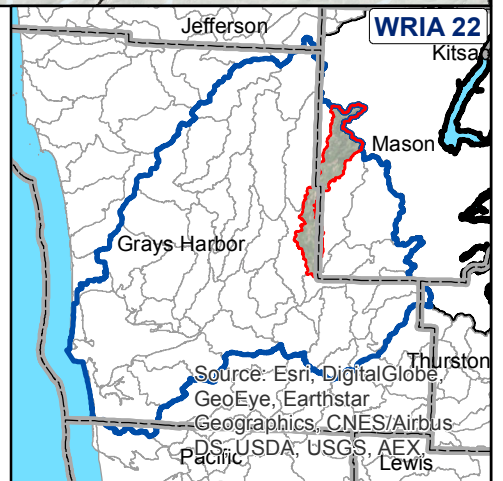 Jefferson
WRIA 22
Kitsap
Mason
Grays Harbor
Thurston
Source: Esri, DigitalGlobe,
GeoEye, Earthstar
Geographics, CNES/Airbus
DS, USDA, USGS, AEX,
Pacific
Lewis